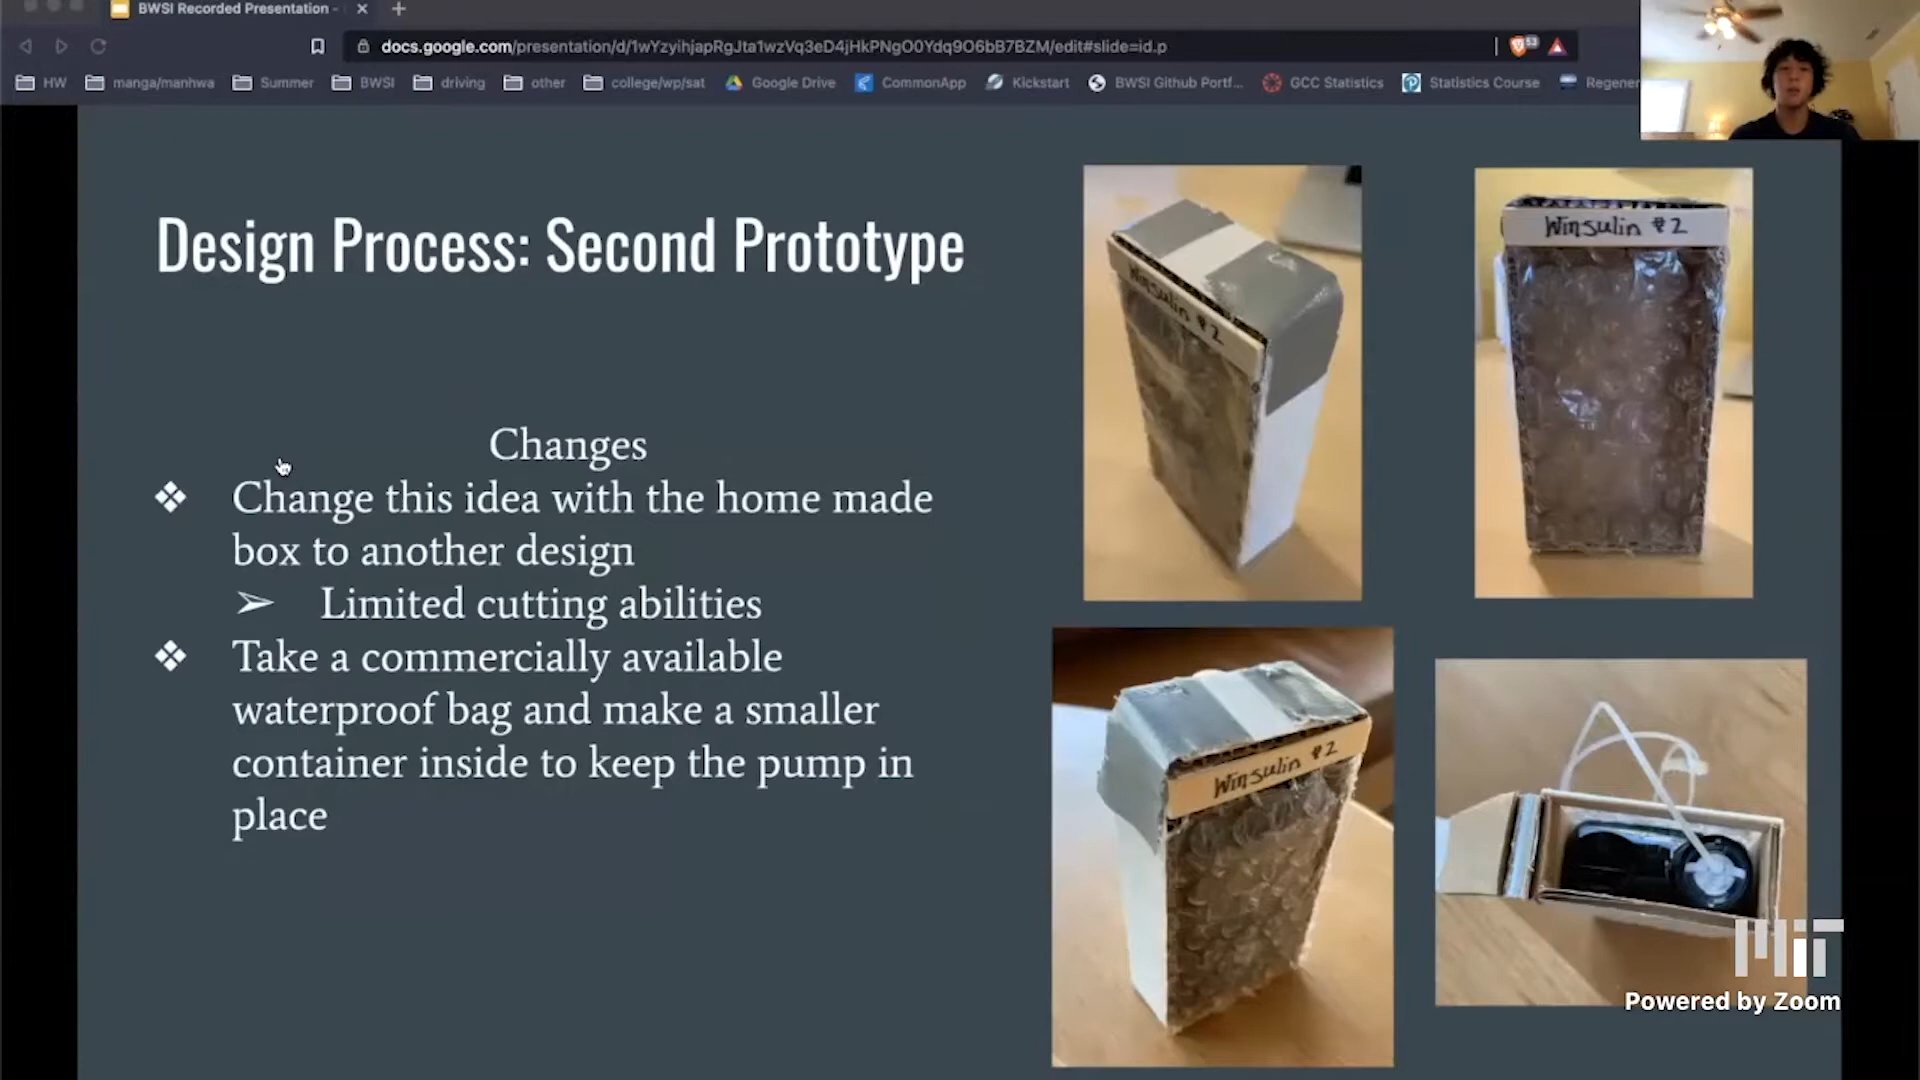 BWSI Recorded Presentation -
docs.google.com/presentation/d/1wYzyihjapRgJta1wzVq3eD4jHkPNgO0Ydq9O6bB7BZM/edit#slide=id.p
53
HW manga/manhwa Summer BWSI driving other college/wp/sat Google Drive CommonApp Kickstart BWSI Github Portf... GCC Statistics Statistics Course Regener
Design Process: Second Prototype
Changes
❖ Change this idea with the home made
box to another design
➢ Limited cutting abilities
❖ Take a commercially available
waterproof bag and make a smaller
container inside to keep the pump in
place
Winsulin #2
Winsulin #2
Winsulin #2
MIT
Powered by Zoom